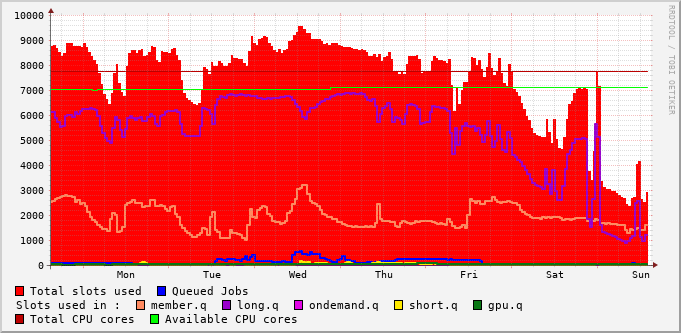 RRDTOOL / TOBI OETIKER
10000
9000
8000
7000
6000
5000
4000
3000
2000
1000
0
Mon Tue Wed Thu Fri Sat Sun
Total slots used Queued Jobs
Slots used in : member.q long.q ondemand.q short.q gpu.q
Total CPU cores Available CPU cores